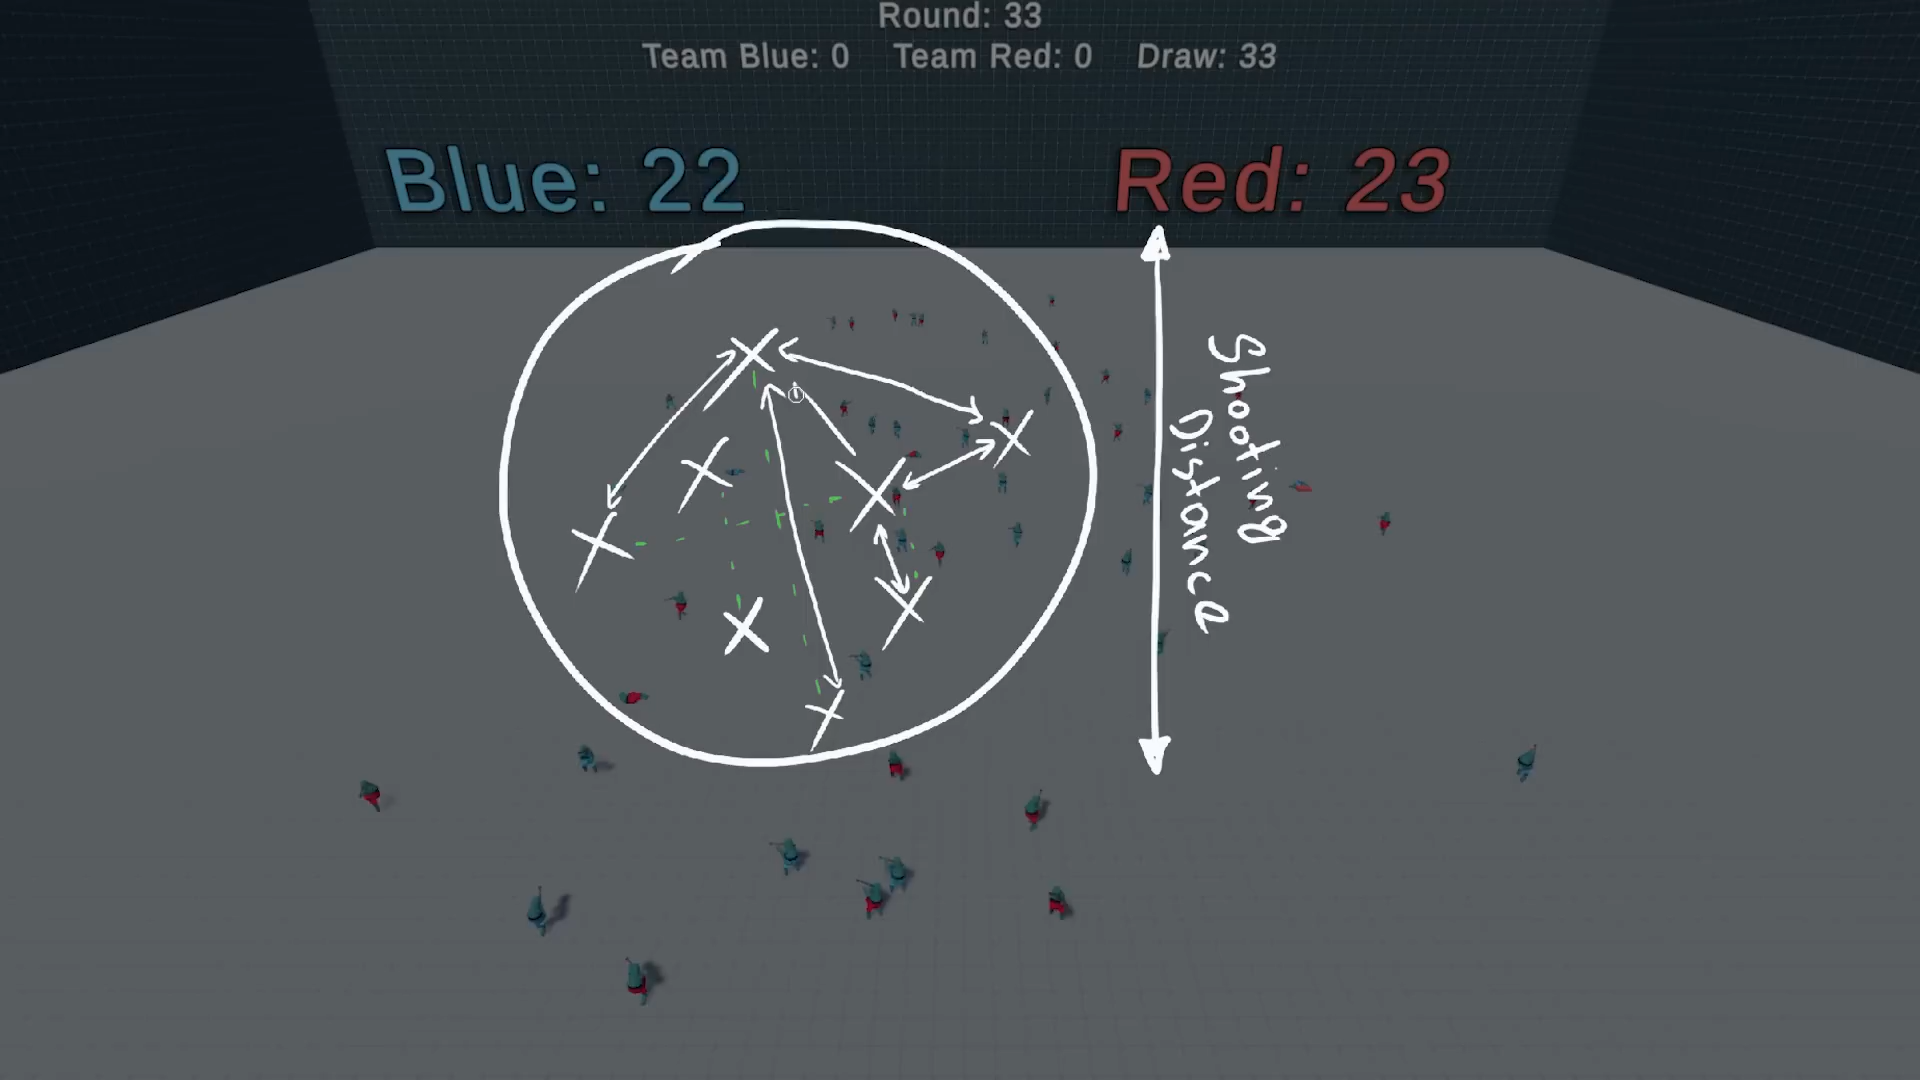 Round: 33
Team Blue: 0 Team Red: 0 Draw: 33
Blue: 22 Red: 23
Shooting
Distance